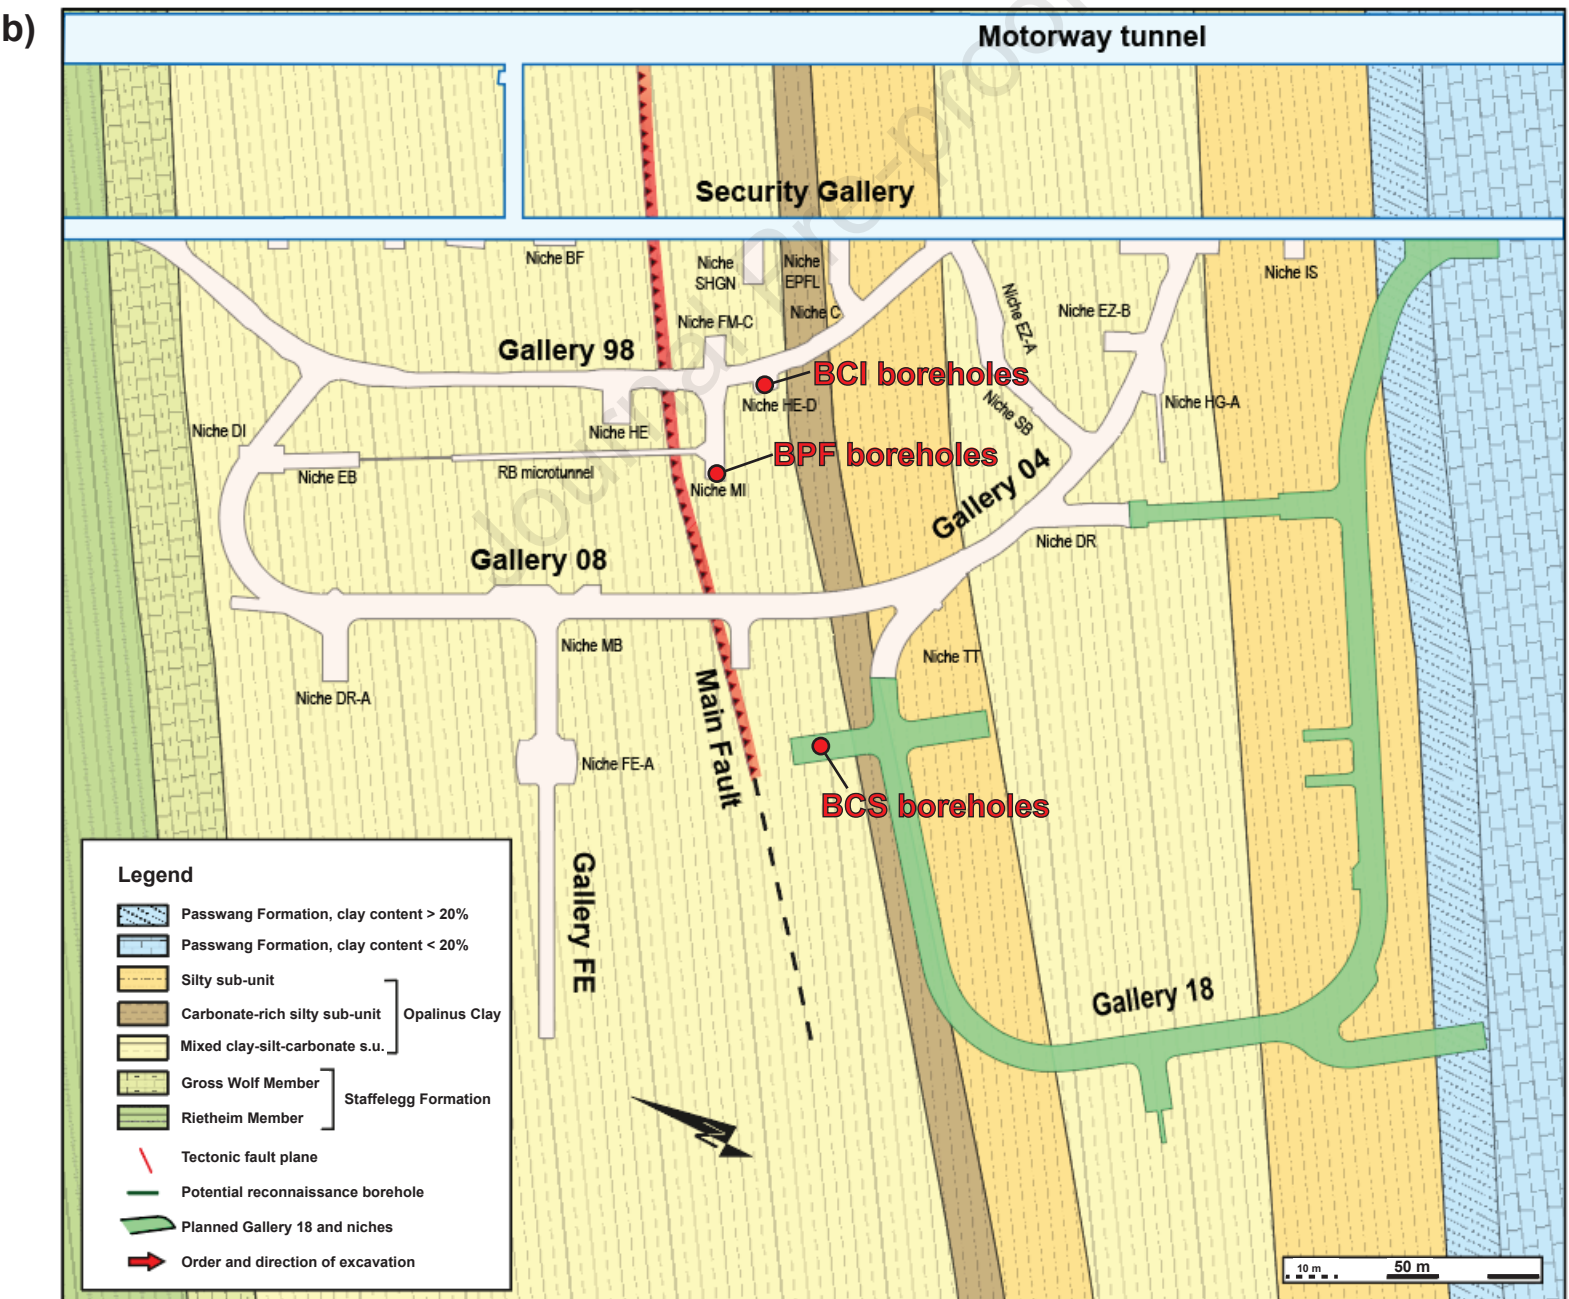 b)
Motorway tunnel
Journal Pre-proof
Security Gallery
Niche BF
Niche
SHGN
Niche
EPFL
Niche IS
Niche C
Niche EZ-A
Niche EZ-B
Niche FM-C
Gallery 98
BCI boreholes
Niche HE-D
Niche SB
Niche HG-A
Niche DI
Niche HE
BPF boreholes
Niche EB
RB microtunnel
Niche MI
Gallery 04
Niche DR
Gallery 08
Niche MB
Niche TT
Niche DR-A
Main Fault
Niche FE-A
BCS boreholes
Gallery FE
Gallery 18
N
Legend
Passwang Formation, clay content > 20%
Passwang Formation, clay content < 20%
Silty sub-unit
Carbonate-rich silty sub-unit
Opalinus Clay
Mixed clay-silt-carbonate s.u.
Gross Wolf Member
Staffelegg Formation
Rietheim Member
Tectonic fault plane
Potential reconnaissance borehole
Planned Gallery 18 and niches
Order and direction of excavation
10 m
50 m